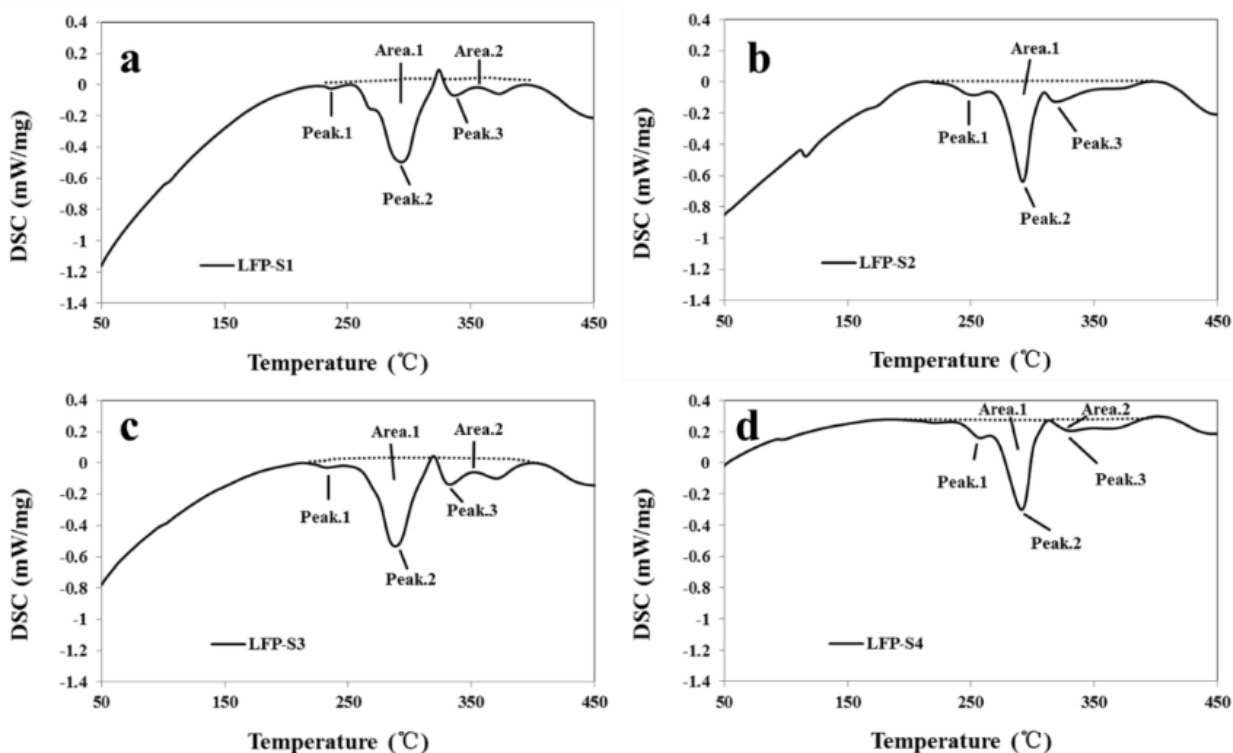 a
DSC (mW/mg)
0.4
0.2
0
-0.2
-0.4
-0.6
-0.8
-1
-1.2
-1.4
Area.1
Area.2
Peak.1
Peak.3
Peak.2
LFP-S1
50
150
250
350
450
Temperature (℃)
b
DSC (mW/mg)
0.4
0.2
0
-0.2
-0.4
-0.6
-0.8
-1
-1.2
-1.4
Area.1
Peak.1
Peak.3
Peak.2
LFP-S2
50
150
250
350
450
Temperature (℃)
c
DSC (mW/mg)
0.4
0.2
0
-0.2
-0.4
-0.6
-0.8
-1
-1.2
-1.4
Area.1
Area.2
Peak.1
Peak.3
Peak.2
LFP-S3
50
150
250
350
450
Temperature (℃)
d
DSC (mW/mg)
0.4
0.2
0
-0.2
-0.4
-0.6
-0.8
-1
-1.2
-1.4
Area.1
Area.2
Peak.1
Peak.3
Peak.2
LFP-S4
50
150
250
350
450
Temperature (℃)